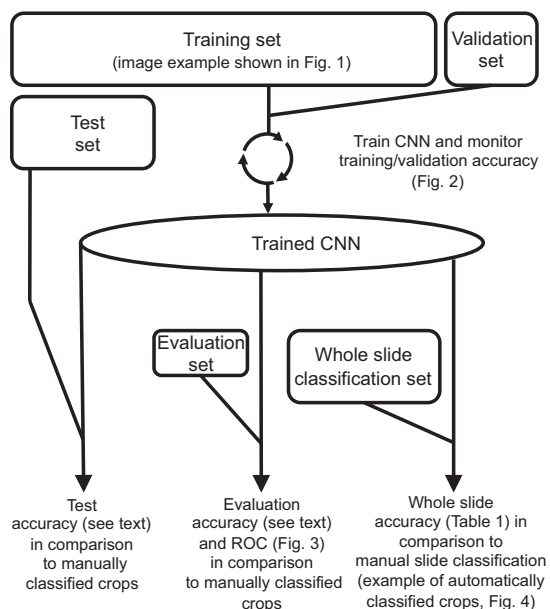 Training set
(image example shown in Fig. 1)
Validation
set
Test
set
Train CNN and monitor
training/validation accuracy
(Fig. 2)
Trained CNN
Evaluation
set
Whole slide
classification set
Test
accuracy (see text)
in comparison
to manually
classified crops
Evaluation
accuracy (see text)
and ROC (Fig. 3)
in comparison
to manually classified
crops
Whole slide
accuracy (Table 1) in
comparison to
manual slide classification
(example of automatically
classified crops, Fig. 4)